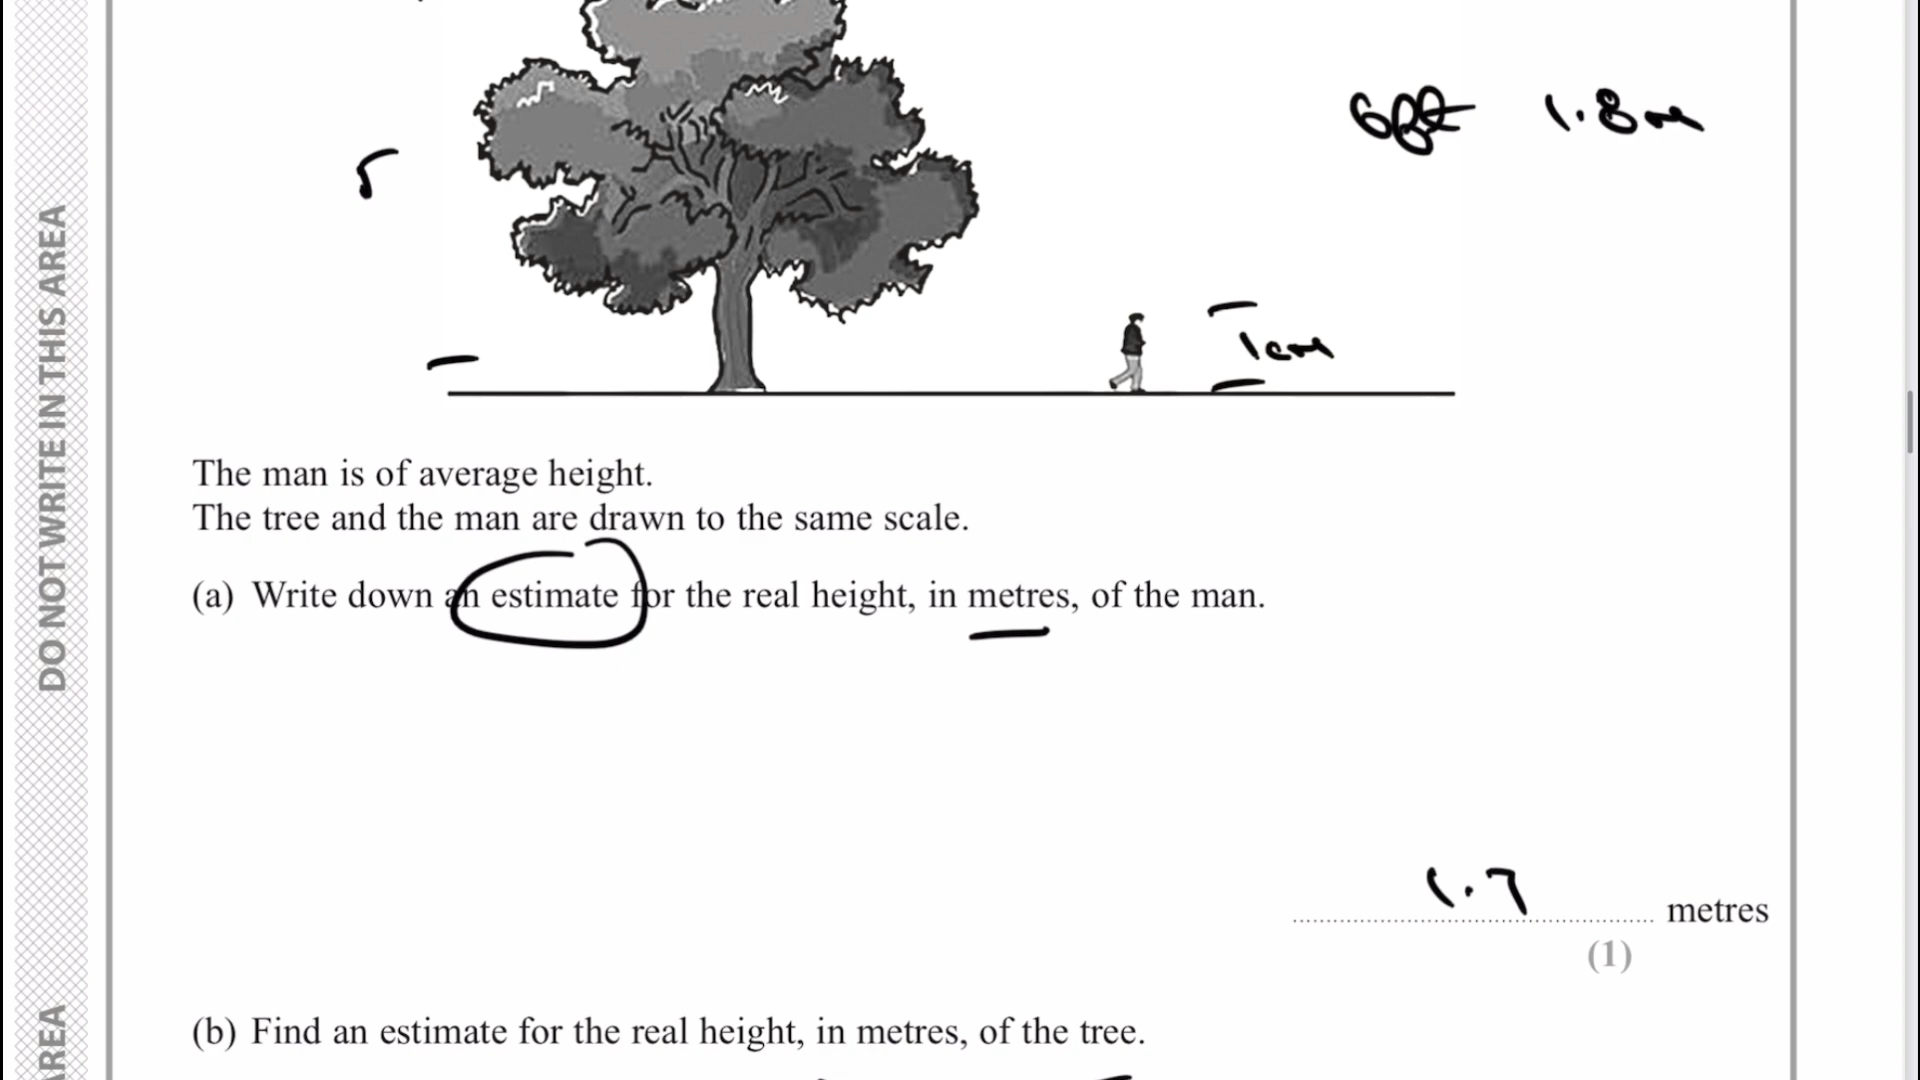 6ft 1.8m
5
1cm
The man is of average height.
The tree and the man are drawn to the same scale.
(a) Write down an estimate for the real height, in metres, of the man.
1.7 metres
(1)
(b) Find an estimate for the real height, in metres, of the tree.
DO NOT WRITE IN THIS AREA
AREA